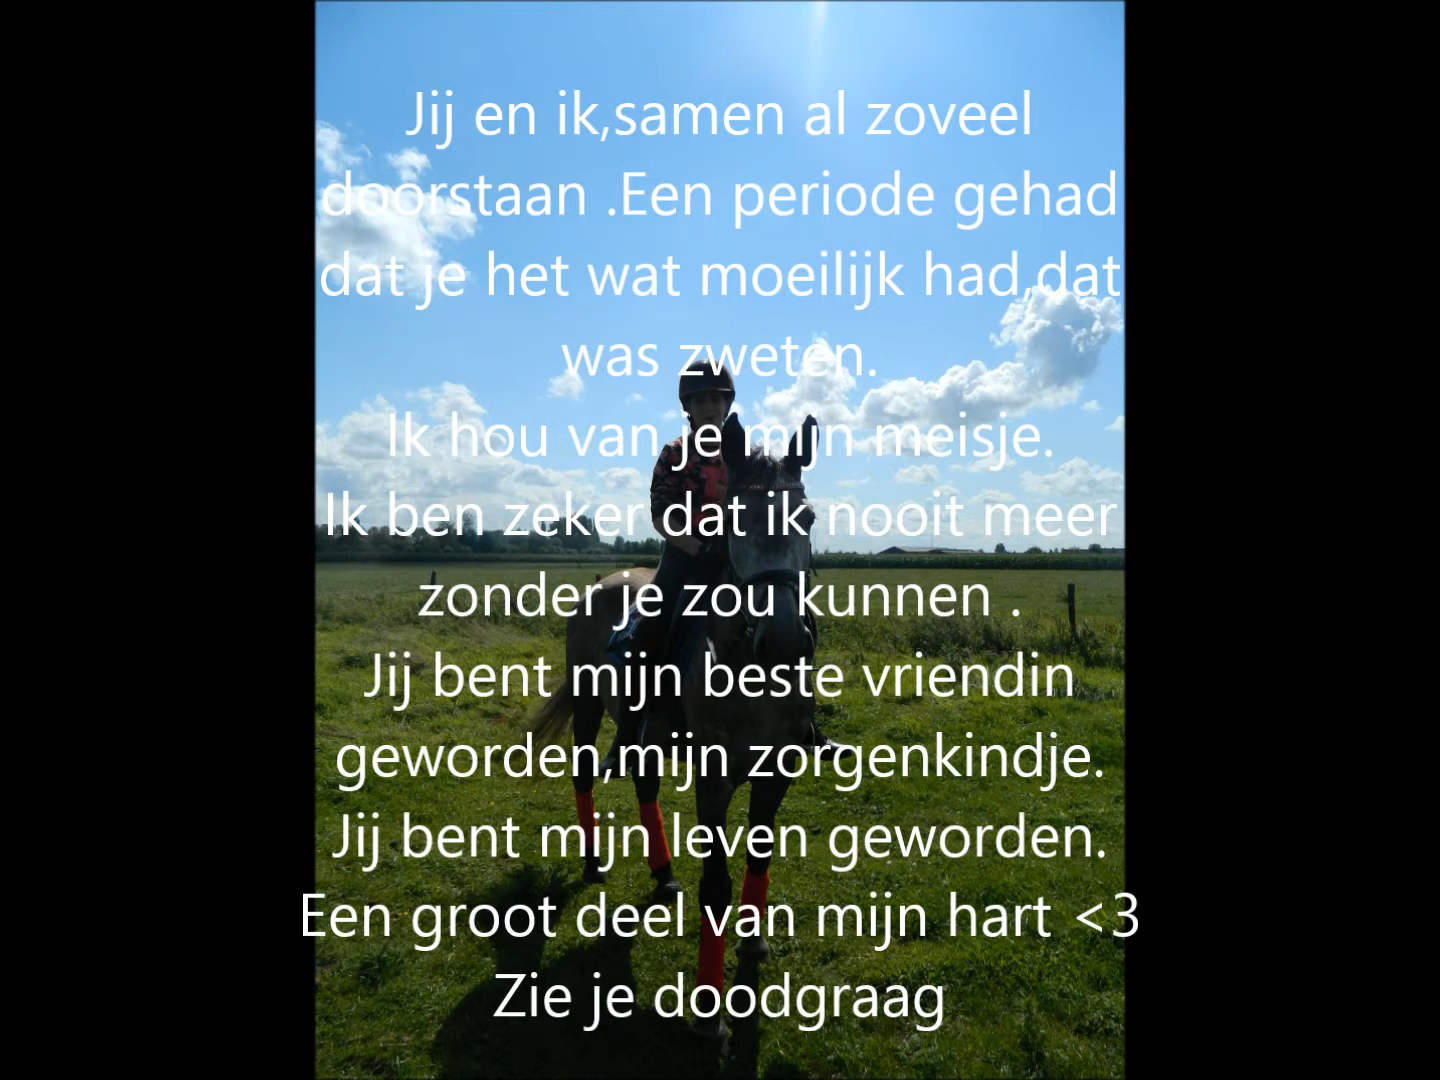 Jij en ik,samen al zoveel
doorstaan .Een periode gehad
dat je het wat moeilijk had,dat
was zweten.
Ik hou van je mijn meisje.
Ik ben zeker dat ik nooit meer
zonder je zou kunnen .
Jij bent mijn beste vriendin
geworden,mijn zorgenkindje.
Jij bent mijn leven geworden.
Een groot deel van mijn hart <3
Zie je doodgraag